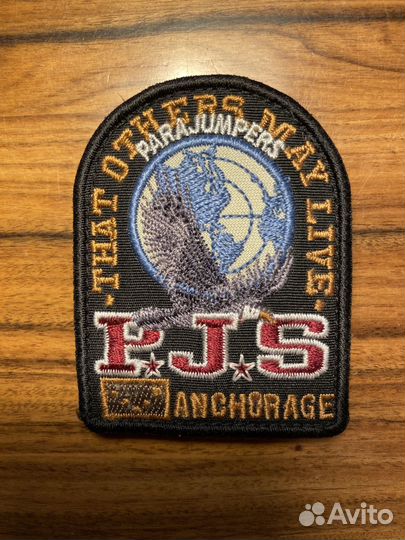 ·THAT OTHERS MAY LIVE·
PARAJUMPERS
P.J.S
ANCHORAGE
Avito